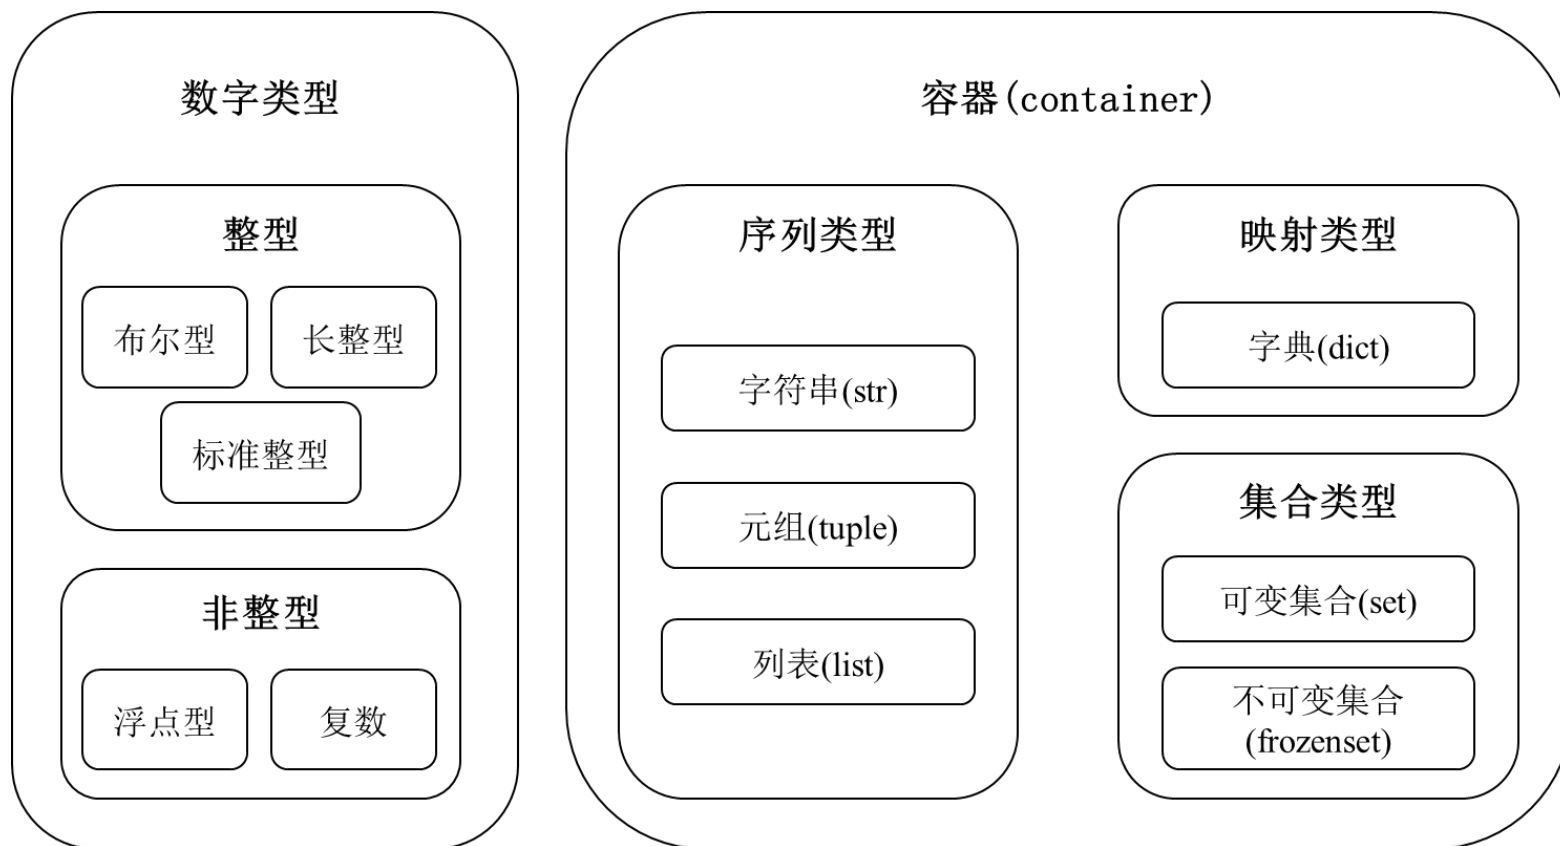 数字类型
整型
布尔型
长整型
标准整型
非整型
浮点型
复数
容器(container)
序列类型
字符串(str)
元组(tuple)
列表(list)
映射类型
字典(dict)
集合类型
可变集合(set)
不可变集合
(frozenset)